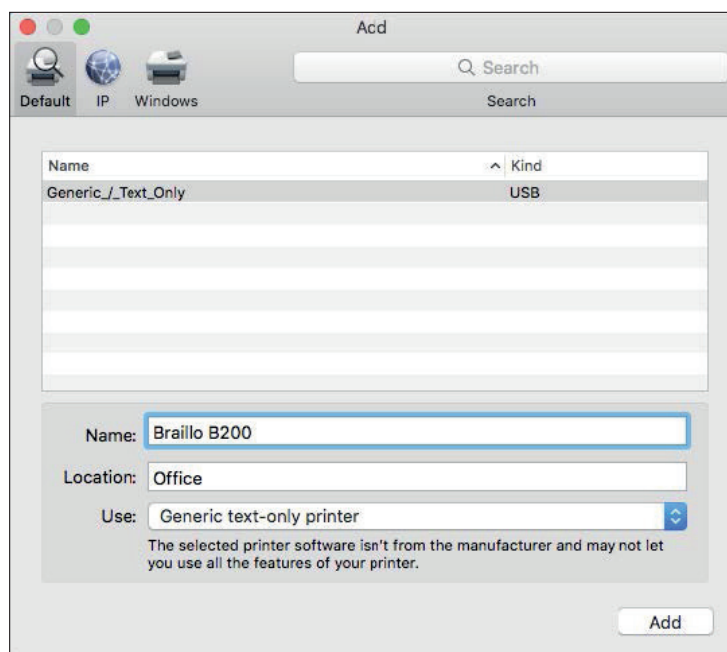 Acd
Search
Default IP Windows Search
Name Kind
Generic_/_Text_Only USB
Name: Braillo B200
Location: Office
Use: Generic text-only printer
The selected printer software isn't from the manufacturer and may not let
you use all the features of your printer.
Add